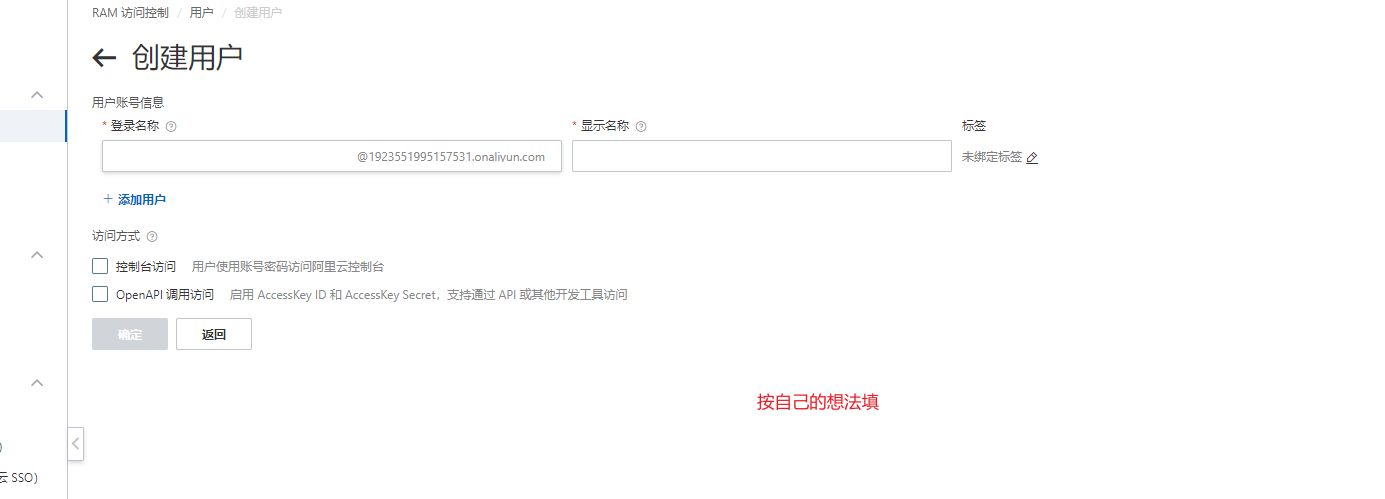 RAM 访问控制 / 用户 / 创建用户
← 创建用户
用户账号信息
* 登录名称 * 显示名称 标签
@1923551995157531.onaliyun.com 未绑定标签
+ 添加用户
访问方式
控制台访问 用户使用账号密码访问阿里云控制台
OpenAPI 调用访问 启用 AccessKey ID 和 AccessKey Secret，支持通过 API 或其他开发工具访问
确定 返回
按自己的想法填
)
云 SSO)